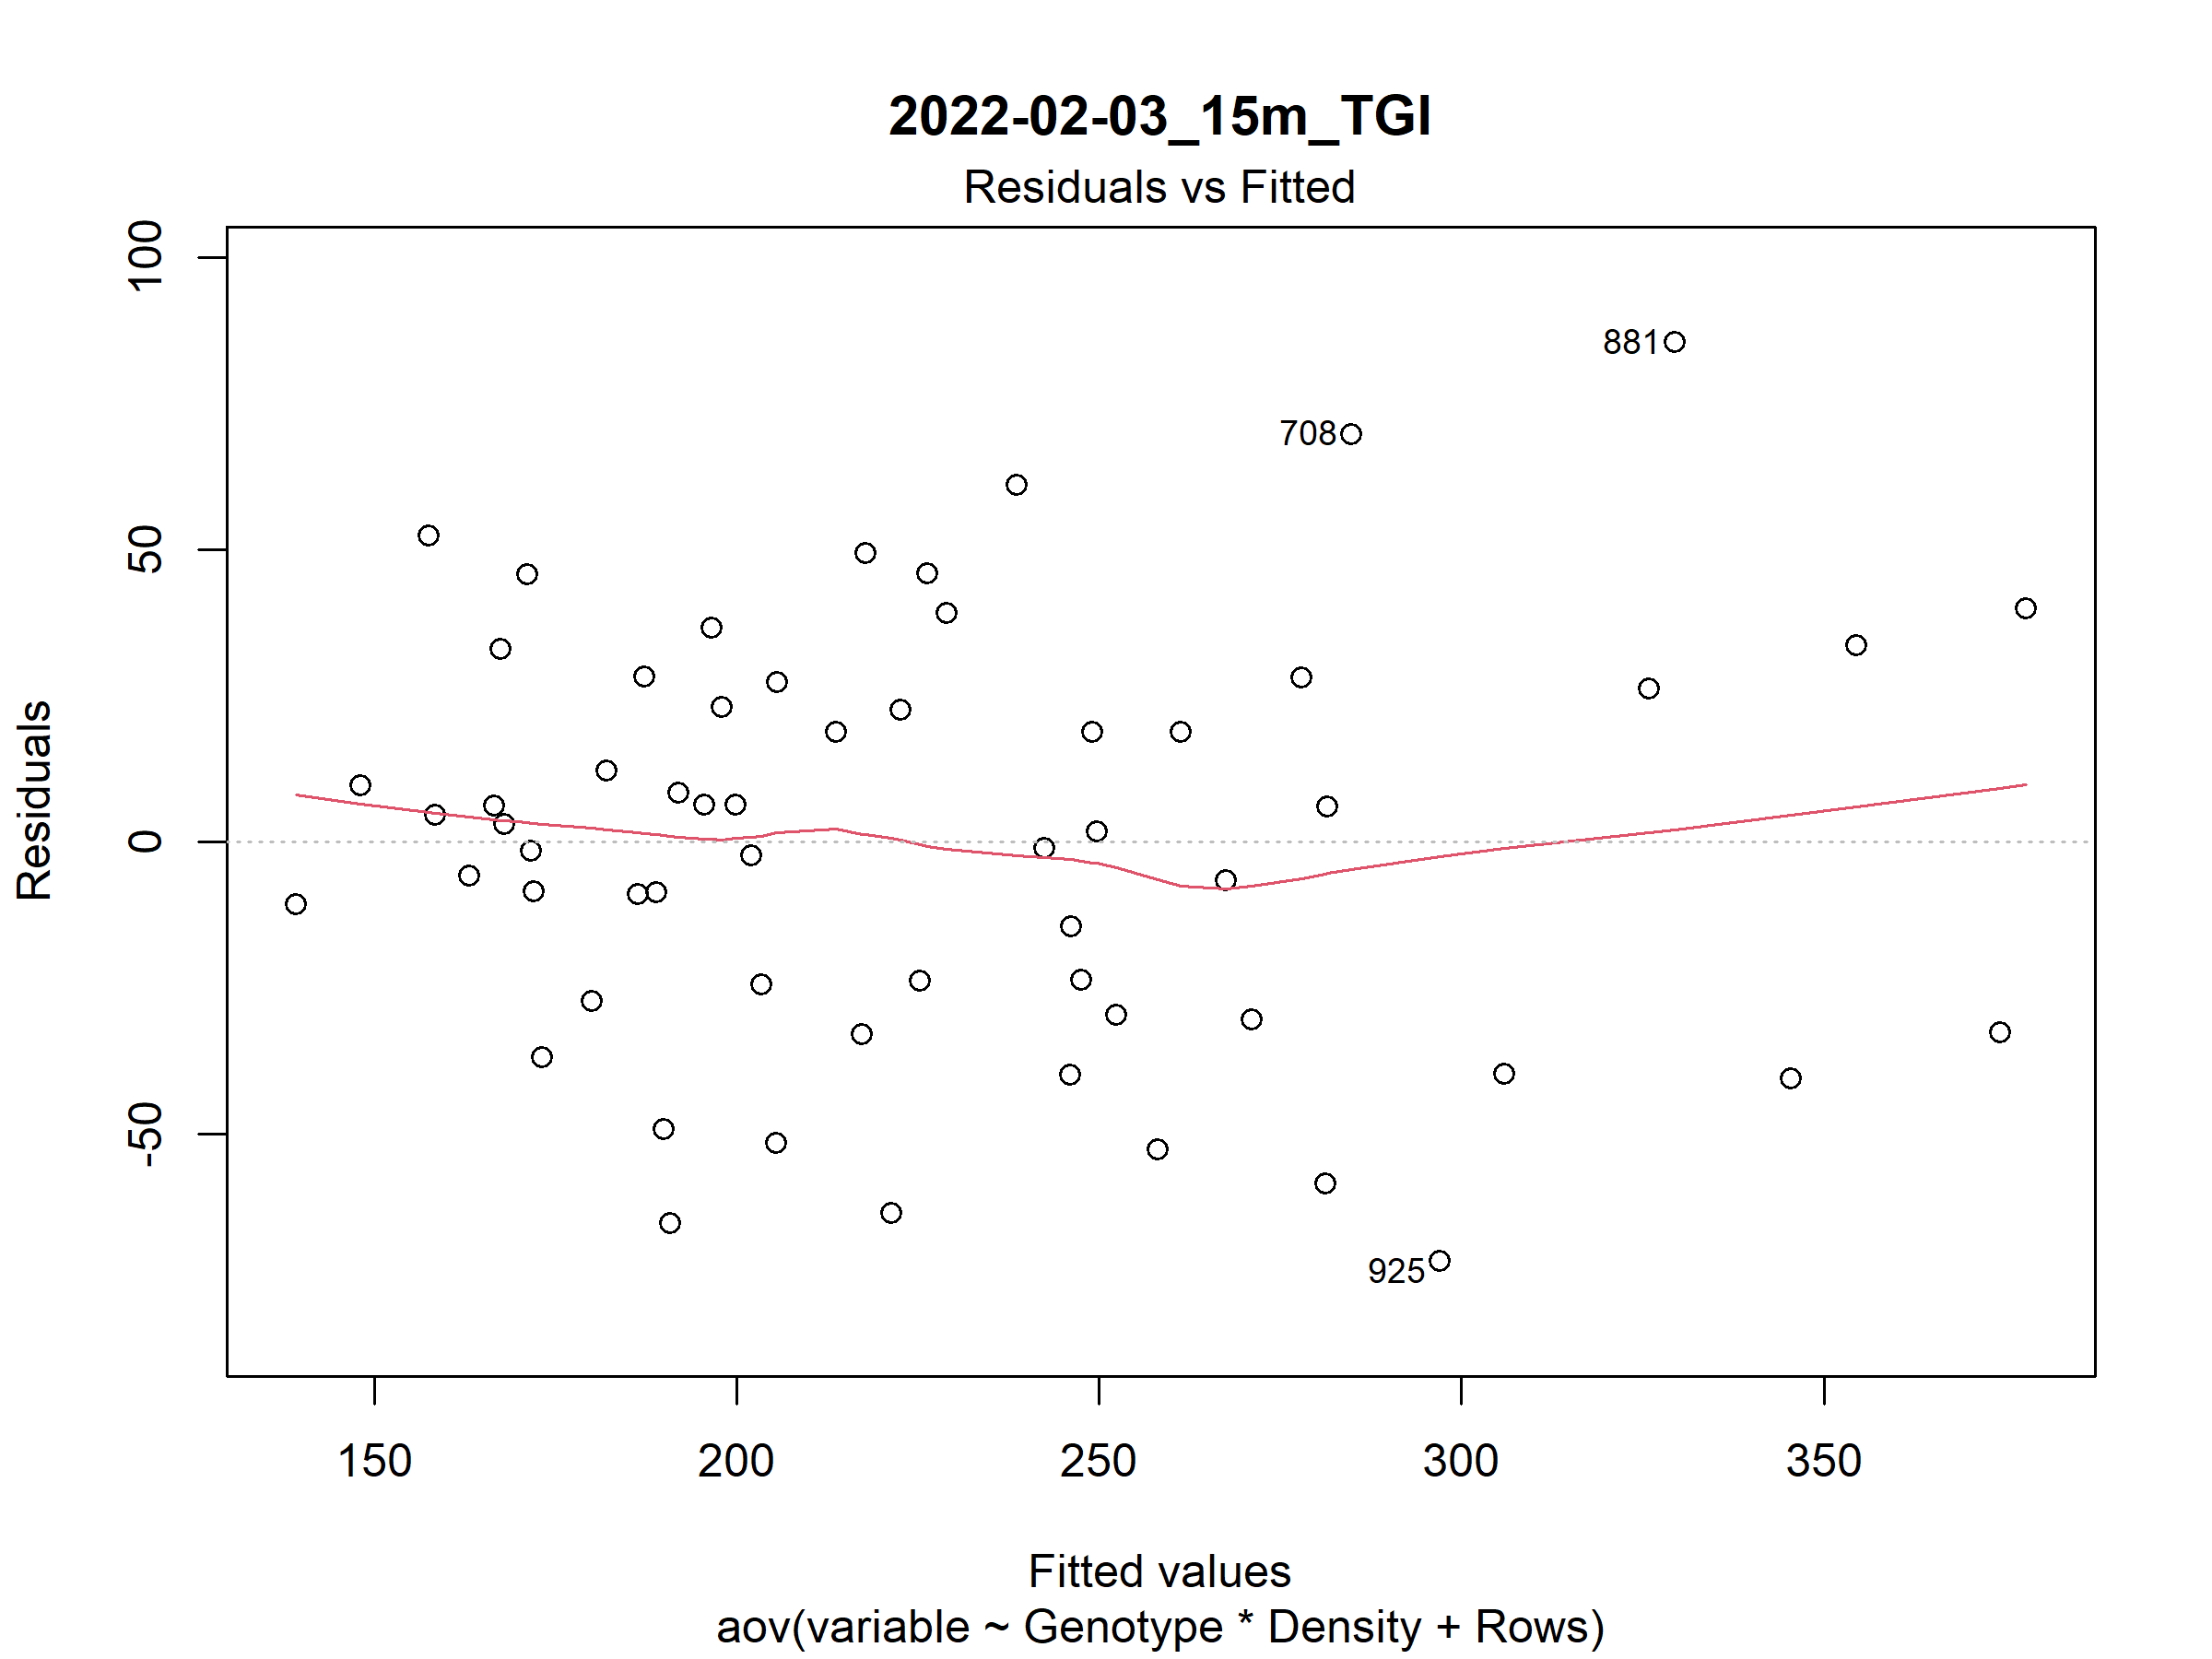 2022-02-03_15m_TGI
Residuals vs Fitted
100
50
0
-50
Residuals
881
708
925
150 200 250 300 350
Fitted values
aov(variable ~ Genotype * Density + Rows)